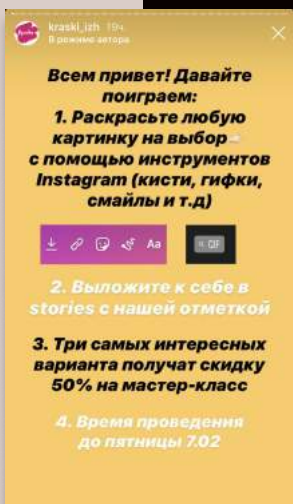 kraski_izh 19ч
В режиме автора
Всем привет! Давайте
поиграем:
1. Раскрасьте любую
картинку на выбор
с помощью инструментов
Instagram (кисти, гифки,
смайлы и т.д)
Aa
GIF
2. Выложите к себе в
stories с нашей отметкой
3. Три самых интересных
варианта получат скидку
50% на мастер-класс
4. Время проведения
до пятницы 7.02